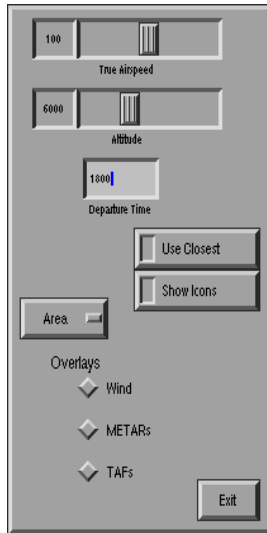 100
True Airspeed
6000
Altitude
1800
Departure Time
Use Closest
Show Icons
Area
Overlays
Wind
METARs
TAFs
Exit